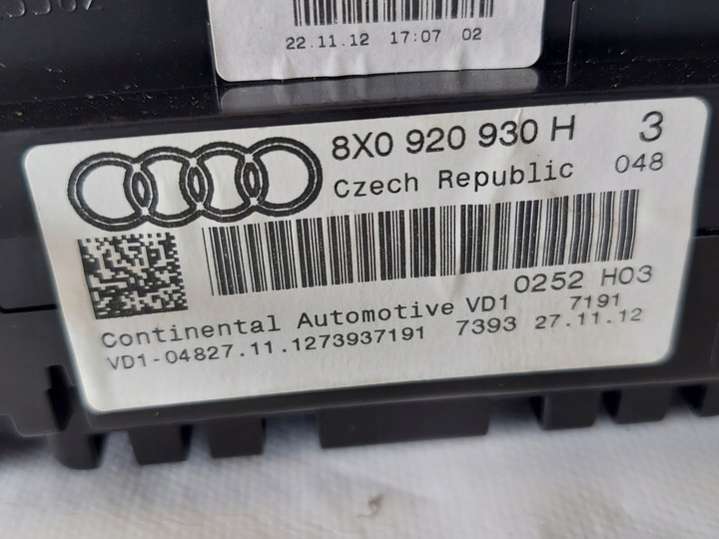 22.11.12 17:07 02
8X0 920 930 H 3
Czech Republic 048
0252 H03
Continental Automotive VD1 7191
VD1-04827.11.1273937191 7393 27.11.12